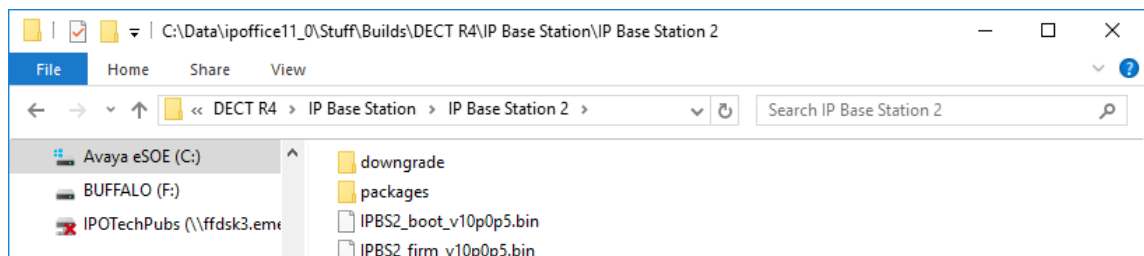 C:\Data\ipoffice11_0\Stuff\Builds\DECT R4\IP Base Station\IP Base Station 2
File Home Share View
« DECT R4 > IP Base Station > IP Base Station 2 > Search IP Base Station 2
Avaya eSOE (C:)
BUFFALO (F:)
IPOTechPubs (\\ffdsk3.eme
downgrade
packages
IPBS2_boot_v10p0p5.bin
IPBS2_firm_v10p0p5.bin